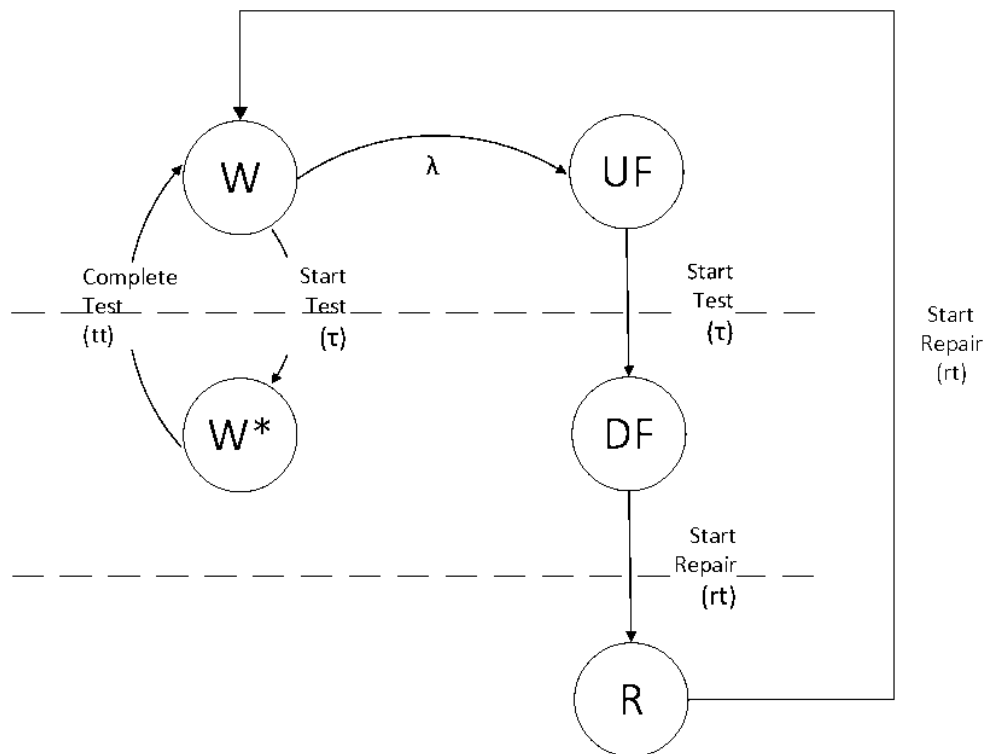 W
λ
UF
Complete
Test
(tt)
Start
Test
(τ)
Start
Test
(τ)
Start
Repair
(rt)
W*
DF
Start
Repair
(rt)
R